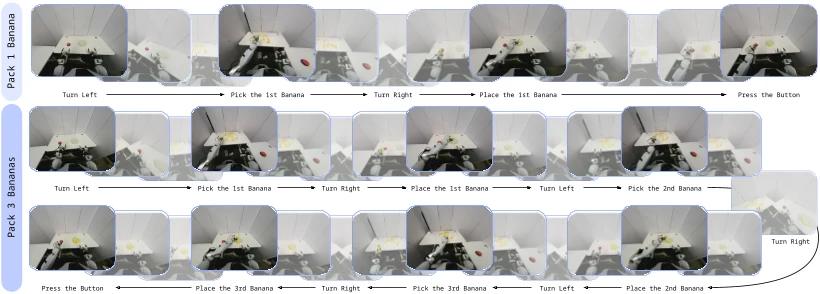 Pack 1 Banana
Turn Left
Pick the 1st Banana
Turn Right
Place the 1st Banana
Press the Button
Pack 3 Bananas
Turn Left
Pick the 1st Banana
Turn Right
Place the 1st Banana
Turn Left
Pick the 2nd Banana
Turn Right
Press the Button
Place the 3rd Banana
Turn Right
Pick the 3rd Banana
Turn Left
Place the 2nd Banana